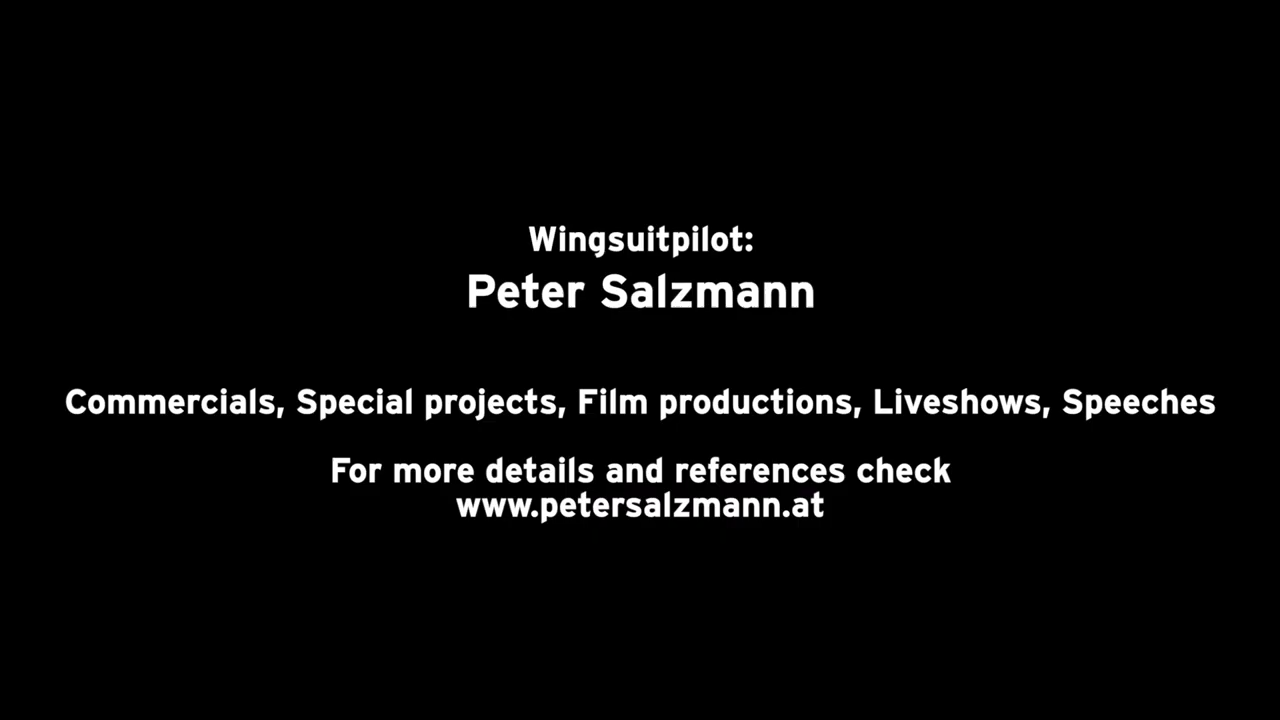 Wingsuitpilot:
Peter Salzmann
Commercials, Special projects, Film productions, Liveshows, Speeches
For more details and references check
www.petersalzmann.at